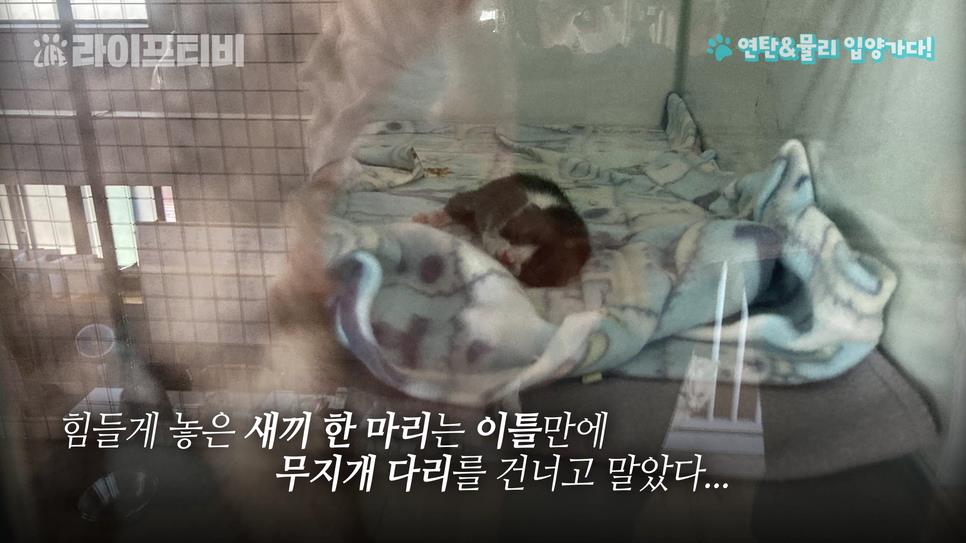 라이프티비
연탄&물리 입양가다!
힘들게 놓은 새끼 한 마리는 이틀만에
무지개 다리를 건너고 말았다...